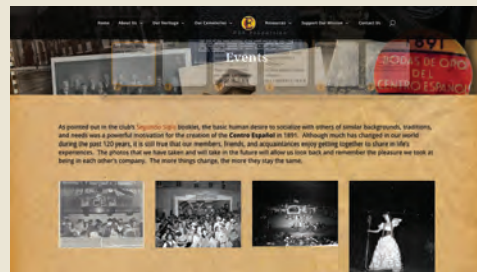 Home About Us Our Heritage Our Cemeteries Resources Support Our Mission Contact Us
Events
1891
BODAS DE ORO
DEL
CENTRO ESPAÑOL
As pointed out in the club's Segundo Siglo booklet, the basic human desire to socialize with others of similar backgrounds, traditions,
and needs was a powerful motivation for the creation of the Centro Español in 1891. Although much has changed in our world
during the past 120 years, it is still true that our members, friends, and acquaintances enjoy getting together to share in life's
experiences. The photos that we have taken and will take in the future will allow us look back and remember the pleasure we took at
being in each other's company. The more things change, the more they stay the same.